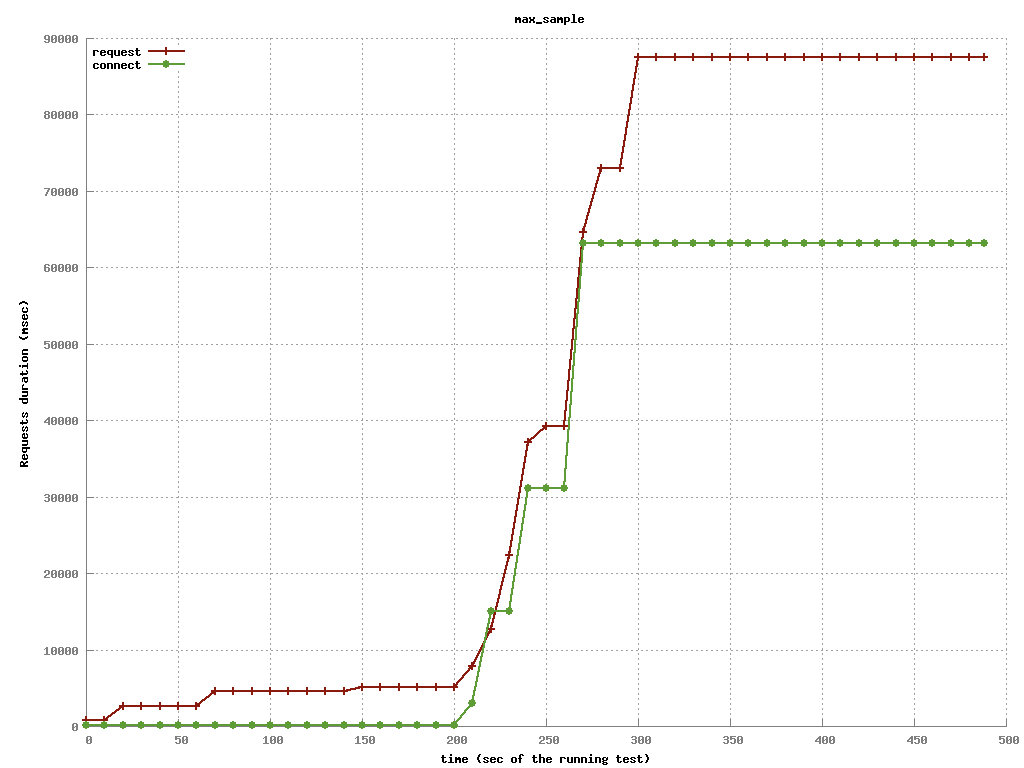 max_sample
90000
request
connect
80000
70000
60000
50000
40000
30000
20000
10000
0
Requests duration (msec)
0 50 100 150 200 250 300 350 400 450 500
time (sec of the running test)